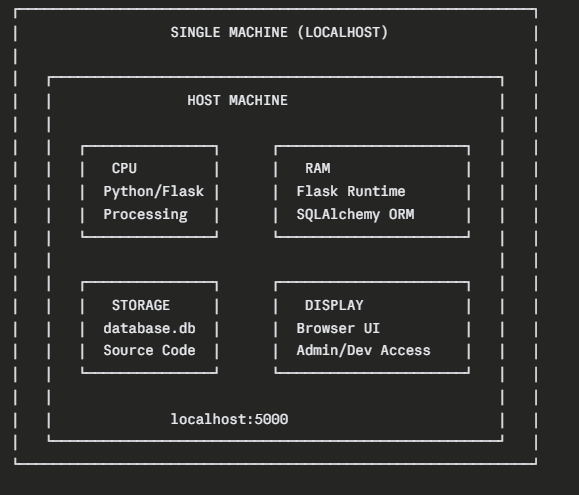 SINGLE MACHINE (LOCALHOST)
HOST MACHINE
CPU
Python/Flask
Processing
RAM
Flask Runtime
SQLAlchemy ORM
STORAGE
database.db
Source Code
DISPLAY
Browser UI
Admin/Dev Access
localhost:5000